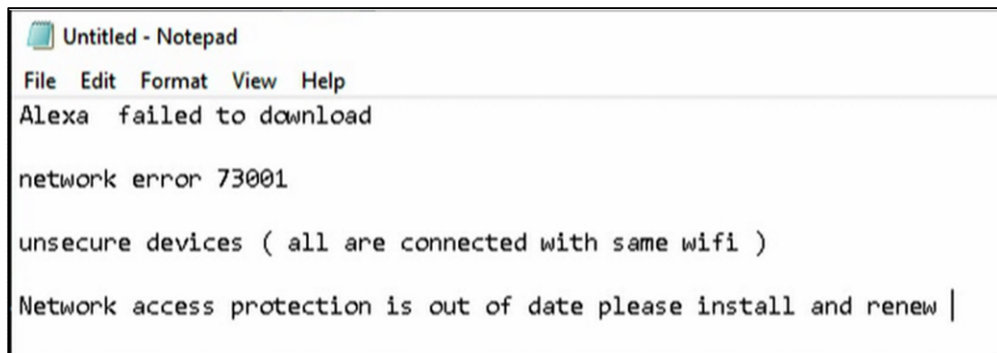 Untitled - Notepad
File Edit Format View Help
Alexa  failed to download
network error 73001
unsecure devices ( all are connected with same wifi )
Network access protection is out of date please install and renew